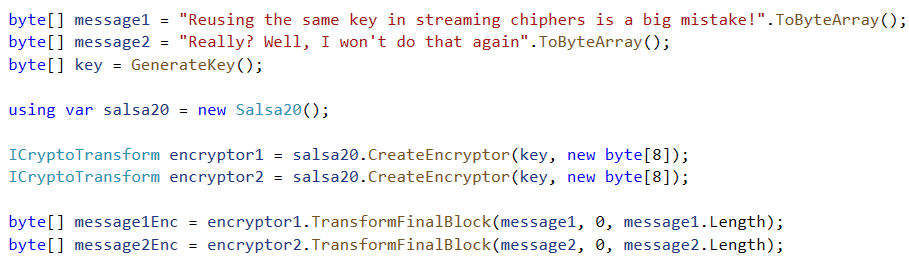 byte[] message1 = "Reusing the same key in streaming chiphers is a big mistake!".ToByteArray();
byte[] message2 = "Really? Well, I won't do that again".ToByteArray();
byte[] key = GenerateKey();
using var salsa20 = new Salsa20();
ICryptoTransform encryptor1 = salsa20.CreateEncryptor(key, new byte[8]);
ICryptoTransform encryptor2 = salsa20.CreateEncryptor(key, new byte[8]);
byte[] message1Enc = encryptor1.TransformFinalBlock(message1, 0, message1.Length);
byte[] message2Enc = encryptor2.TransformFinalBlock(message2, 0, message2.Length);